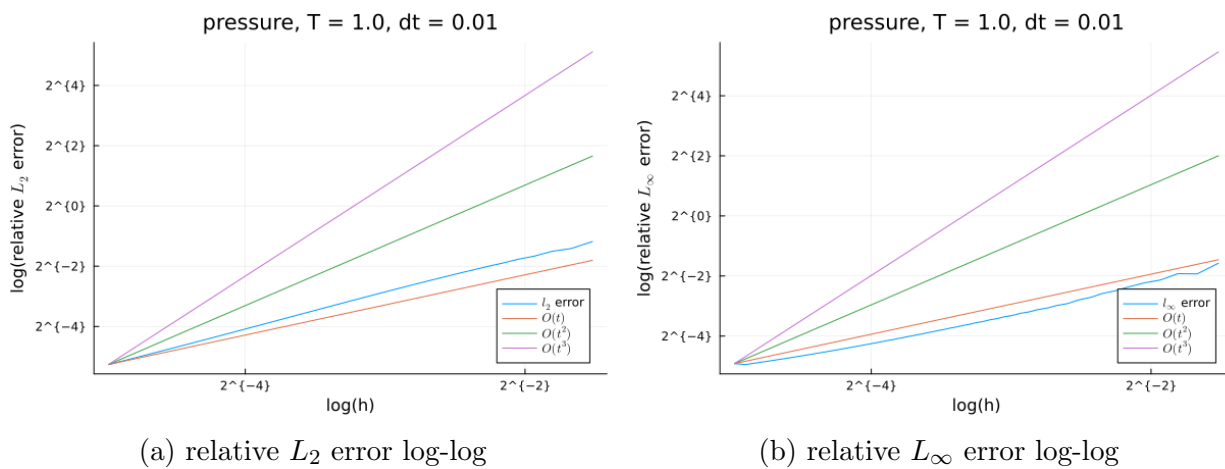 pressure, T = 1.0, dt = 0.01
log(relative L₂ error)
2^{4}
2^{2}
2^{0}
2^{-2}
2^{-4}
l₂ error
O(t)
O(t²)
O(t³)
2^{-4}
2^{-2}
log(h)
(a) relative L₂ error log-log
pressure, T = 1.0, dt = 0.01
log(relative L∞ error)
2^{4}
2^{2}
2^{0}
2^{-2}
2^{-4}
l∞ error
O(t)
O(t²)
O(t³)
2^{-4}
2^{-2}
log(h)
(b) relative L∞ error log-log